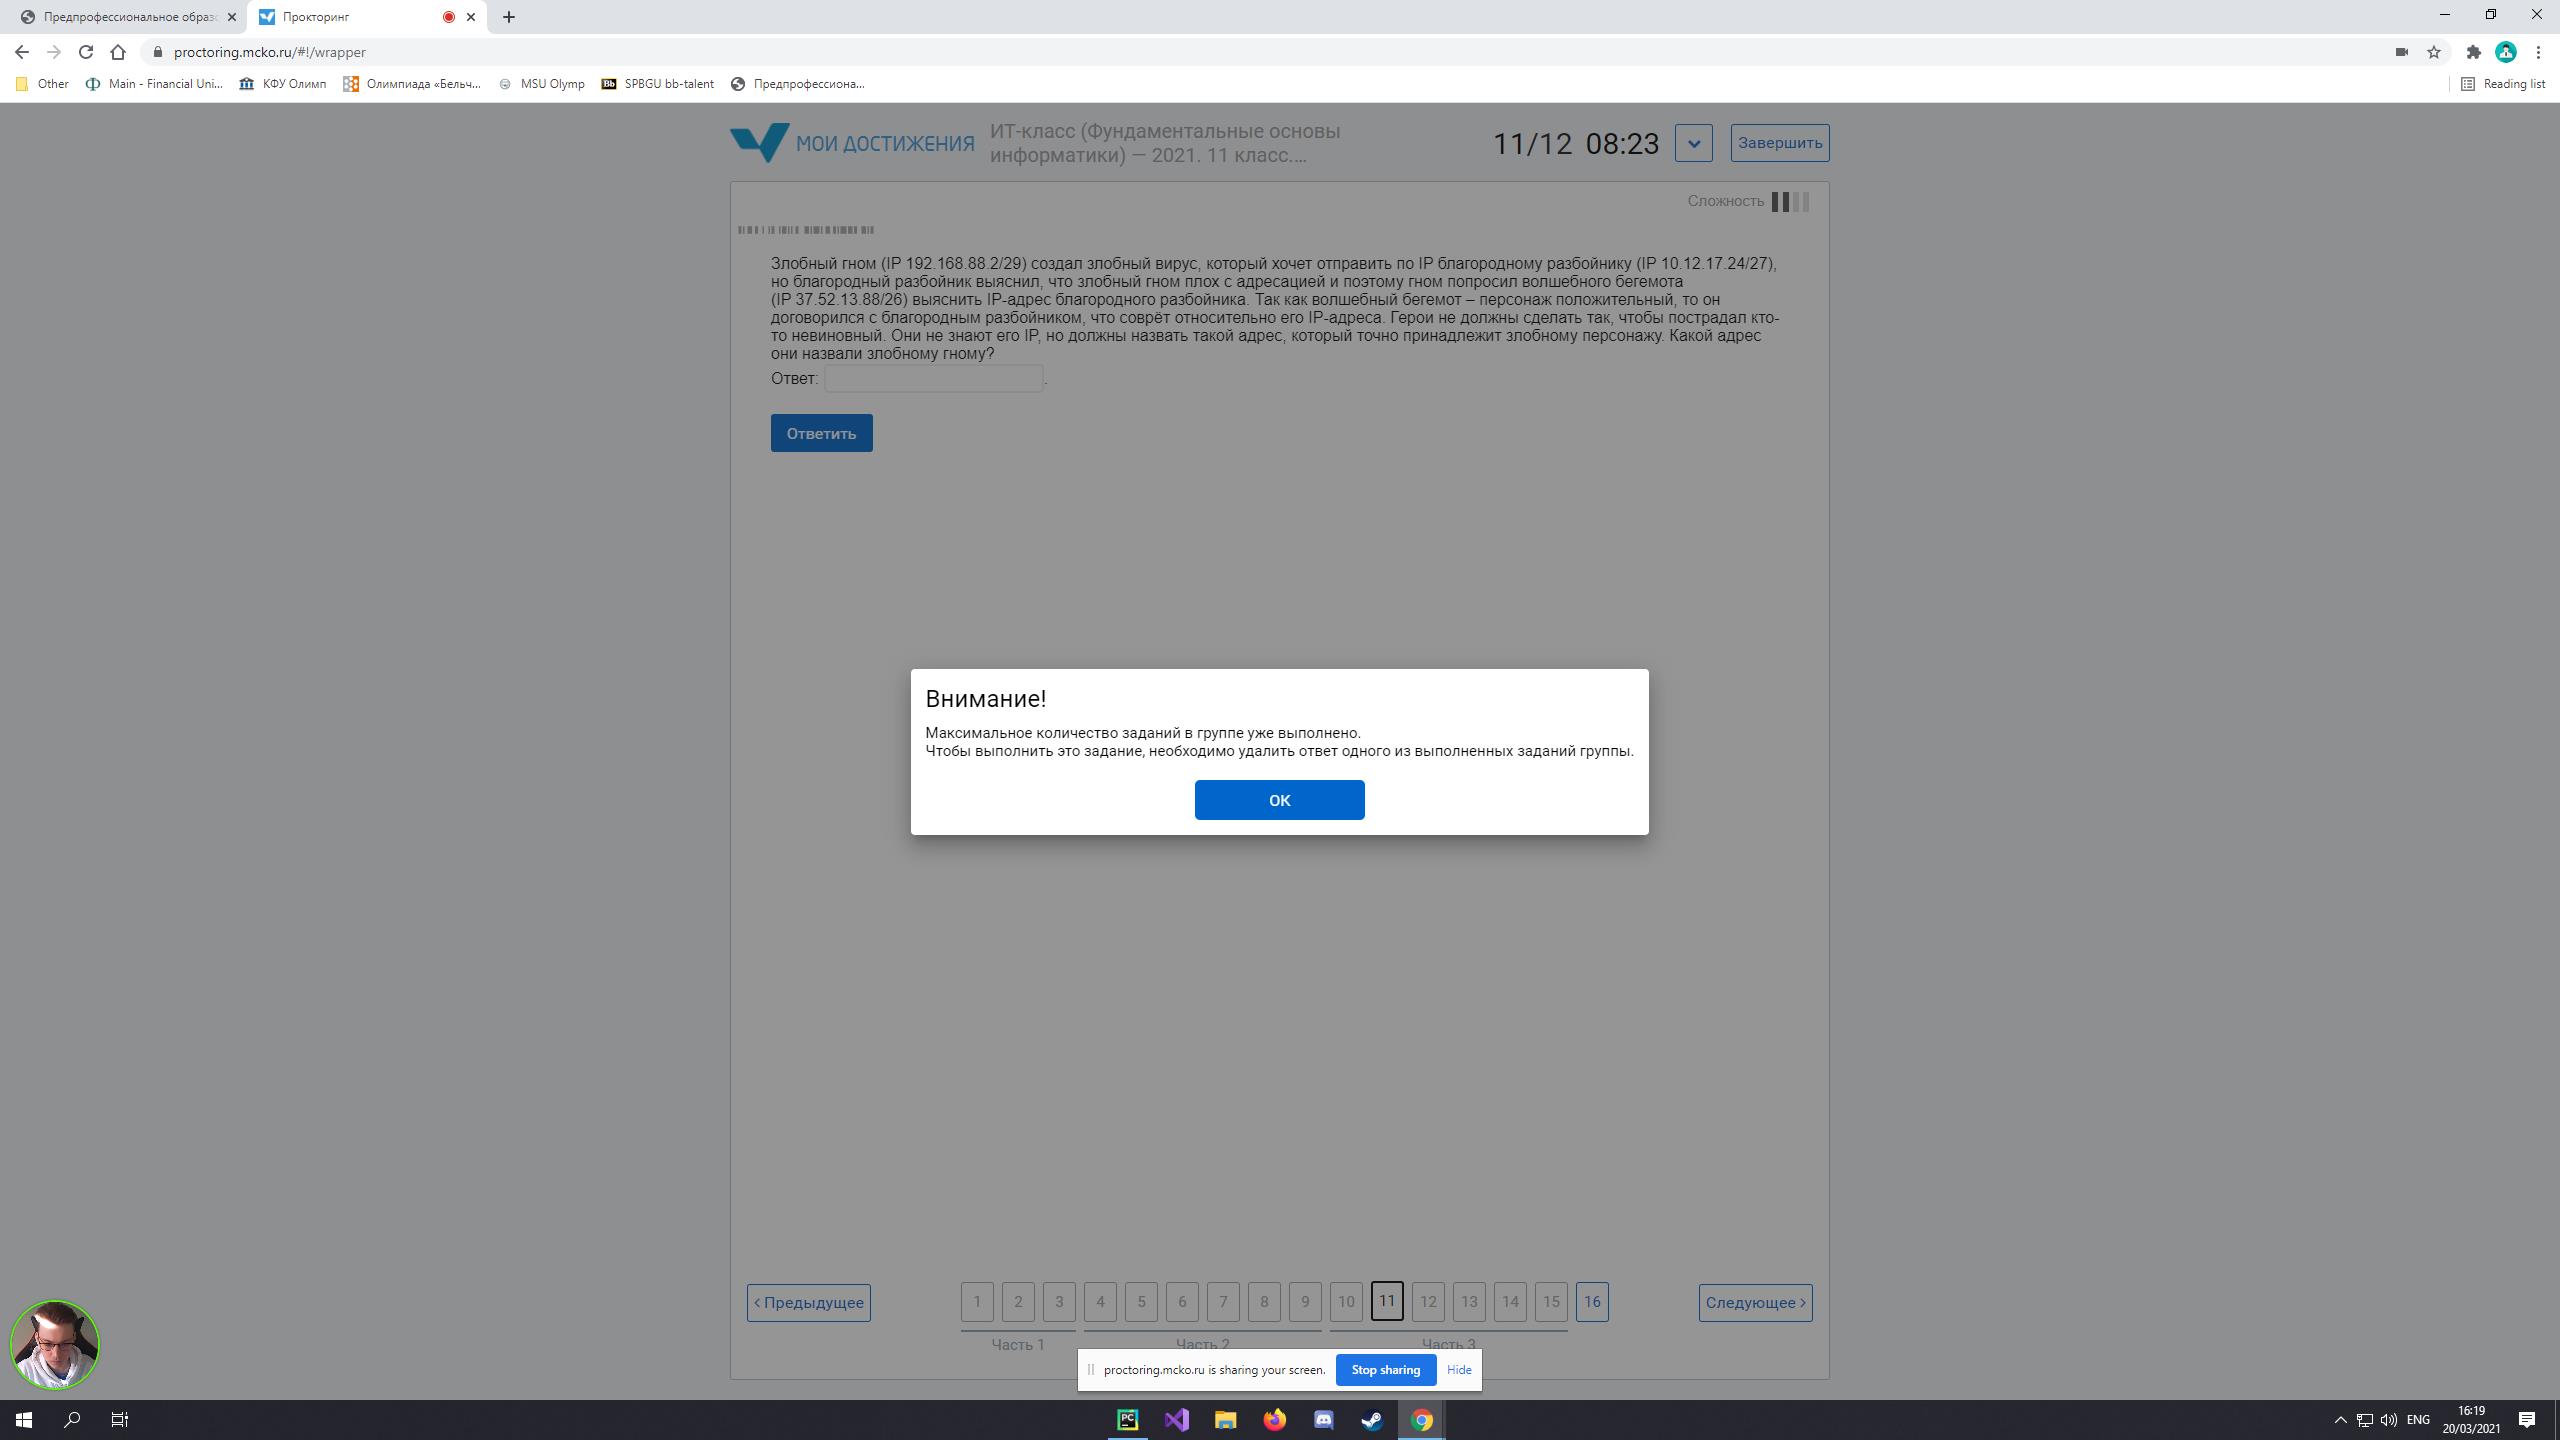 Предпрофессиональное образо
Прокторинг
proctoring.mcko.ru/#!/wrapper
Other
Main - Financial Uni...
КФУ Олимп
Олимпиада «Бельч...
MSU Olymp
Bb
SPBGU bb-talent
Предпрофессиона...
Reading list
МОИ ДОСТИЖЕНИЯ
ИТ-класс (Фундаментальные основы
информатики) — 2021. 11 класс....
11/12 08:23
Завершить
Сложность
Злобный гном (IP 192.168.88.2/29) создал злобный вирус, который хочет отправить по IP благородному разбойнику (IP 10.12.17.24/27),
но благородный разбойник выяснил, что злобный гном плох с адресацией и поэтому гном попросил волшебного бегемота
(IP 37.52.13.88/26) выяснить IP-адрес благородного разбойника. Так как волшебный бегемот – персонаж положительный, то он
договорился с благородным разбойником, что соврёт относительно его IP-адреса. Герои не должны сделать так, чтобы пострадал кто-
то невиновный. Они не знают его IP, но должны назвать такой адрес, который точно принадлежит злобному персонажу. Какой адрес
они назвали злобному гному?
Ответ: .
Ответить
Внимание!
Максимальное количество заданий в группе уже выполнено.
Чтобы выполнить это задание, необходимо удалить ответ одного из выполненных заданий группы.
ОК
< Предыдущее
1 2 3 4 5 6 7 8 9 10 11 12 13 14 15 16
Следующее >
Часть 1
Часть 2
Часть 3
proctoring.mcko.ru is sharing your screen.
Stop sharing
Hide
PC
ENG
16:19
20/03/2021